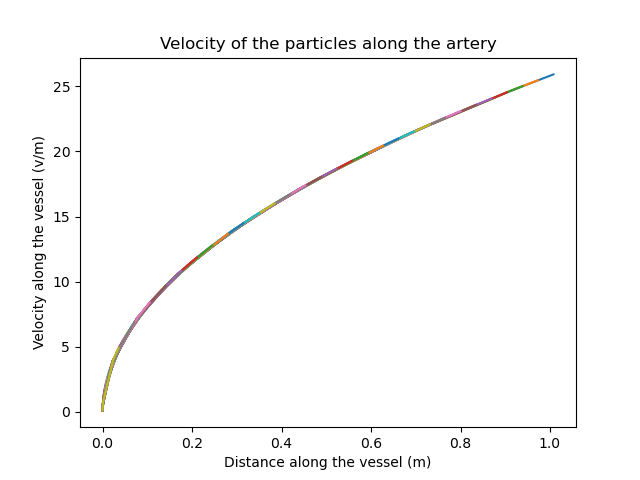 Velocity of the particles along the artery
Velocity along the vessel (v/m)
25
20
15
10
5
0
0.0 0.2 0.4 0.6 0.8 1.0
Distance along the vessel (m)